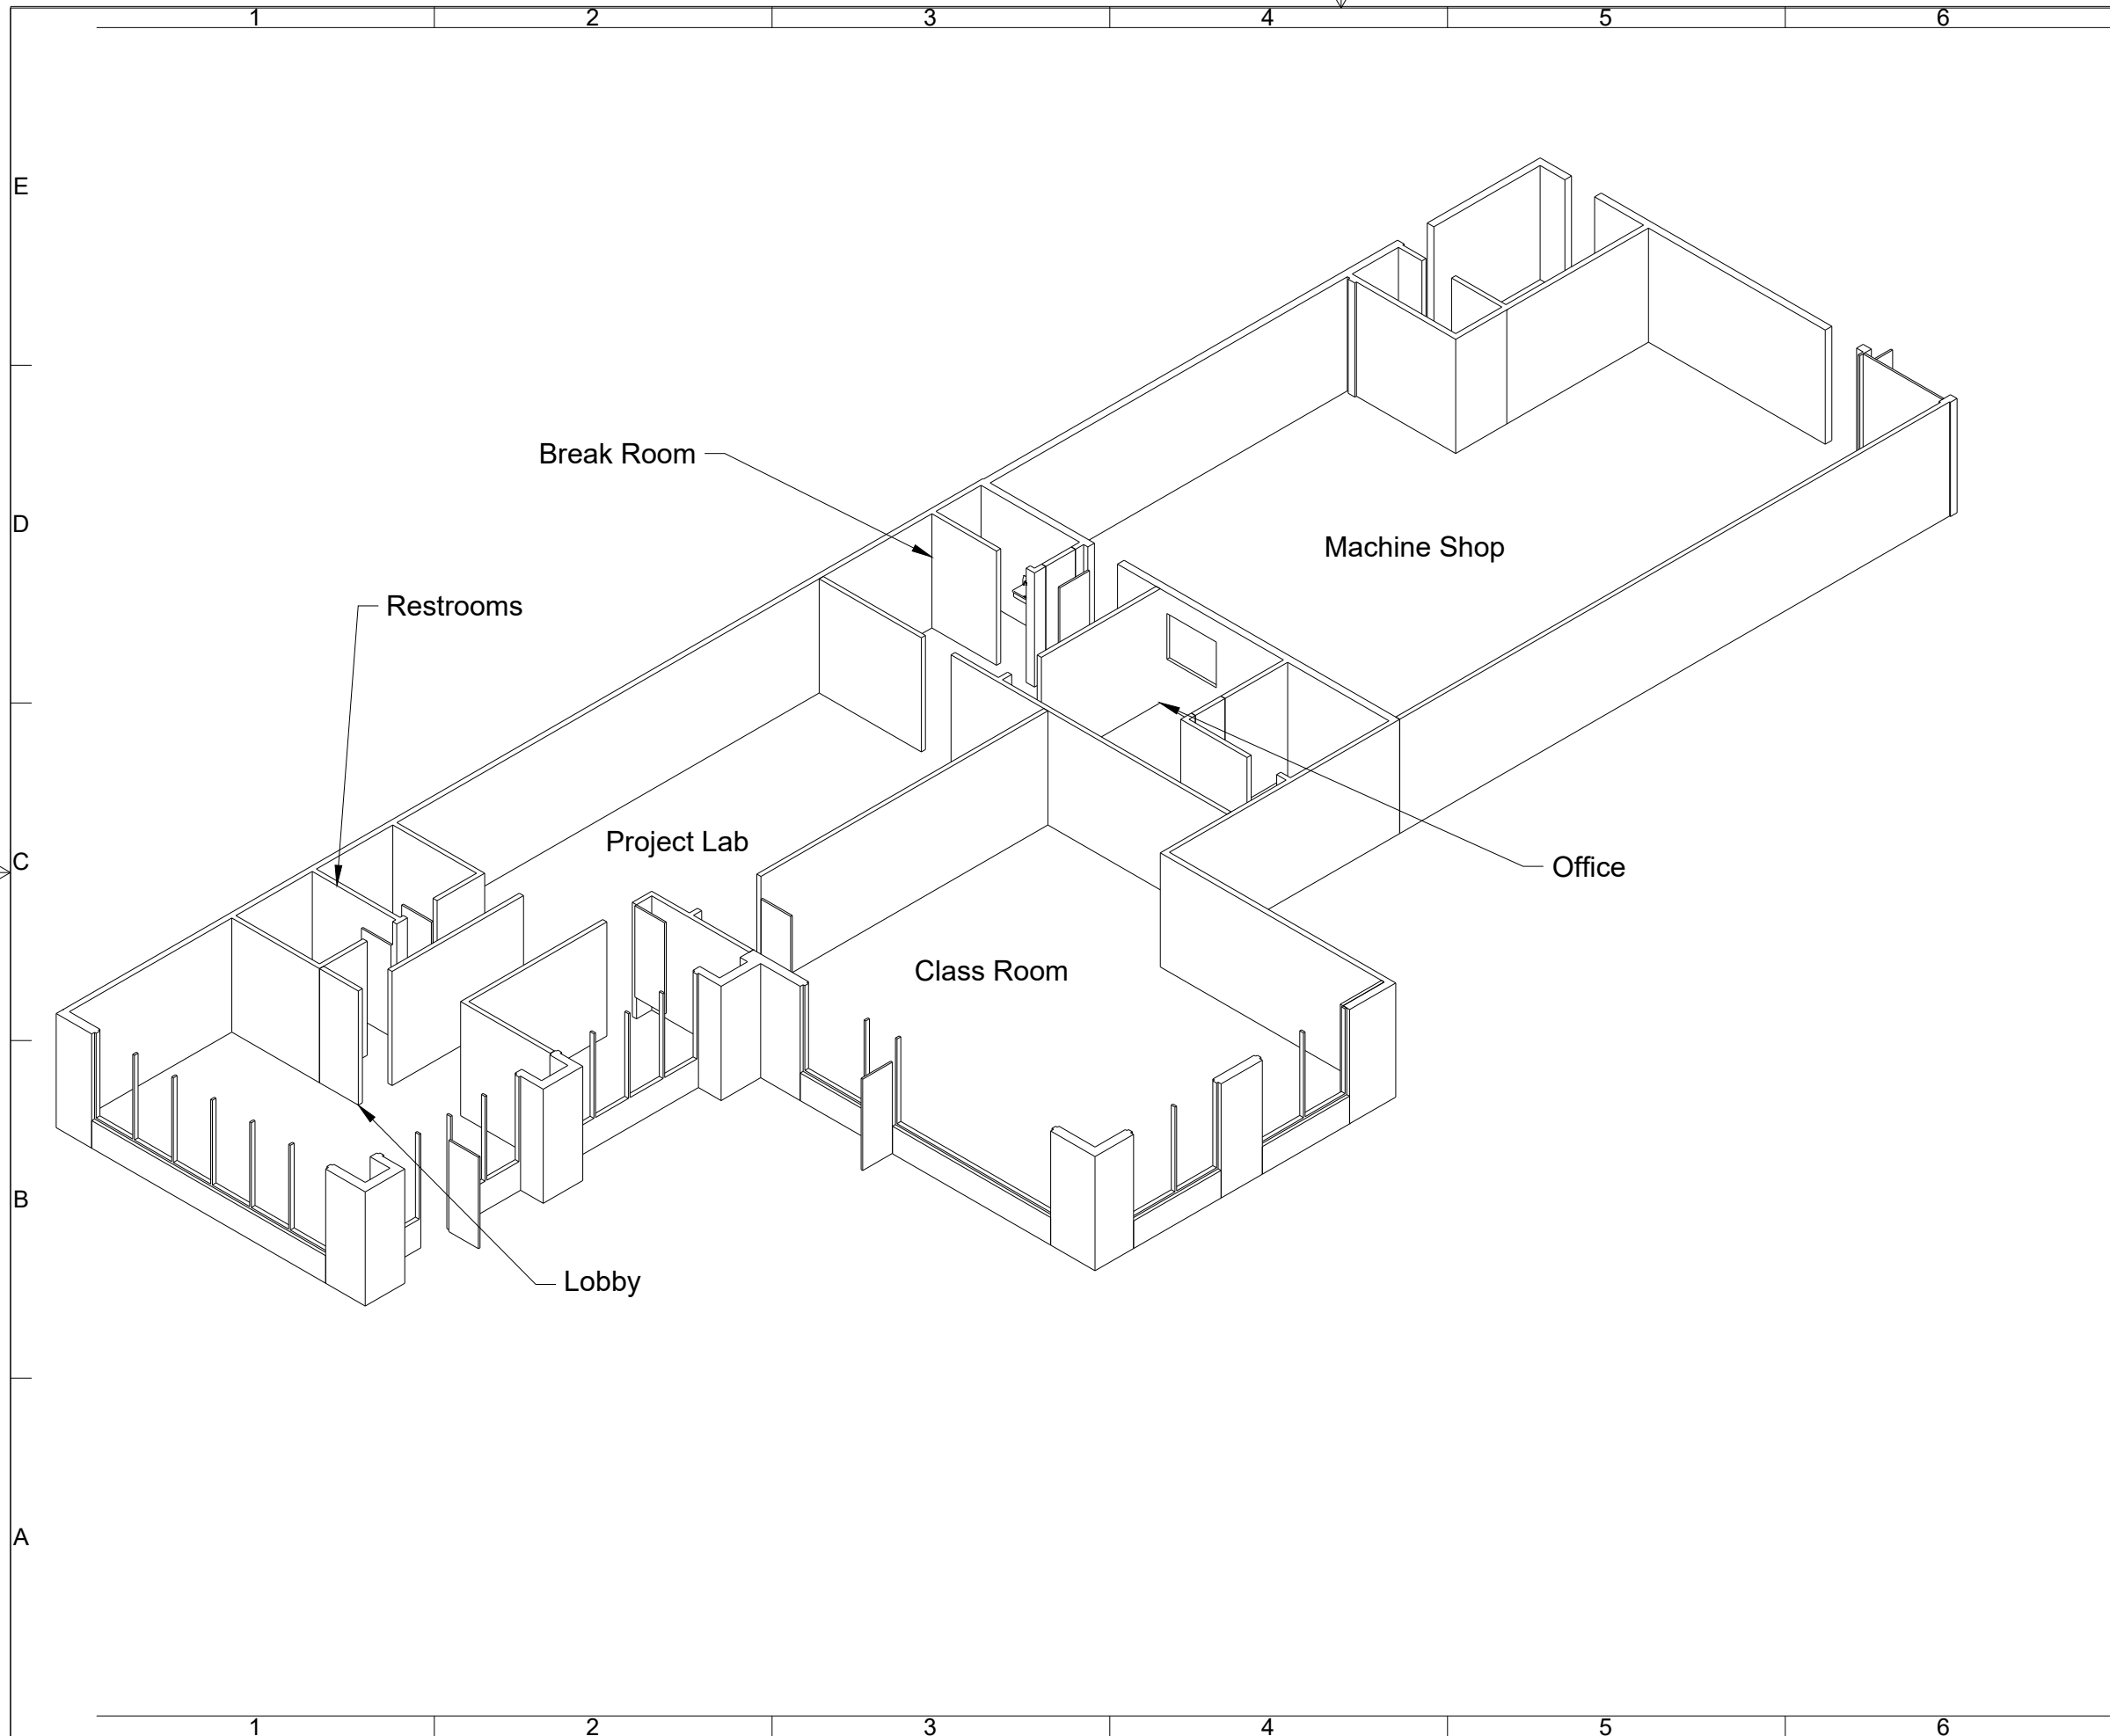 1 2 3 4 5 6
E
Break Room
D
Machine Shop
Restrooms
Project Lab
C
Office
Class Room
B
Lobby
A
1 2 3 4 5 6